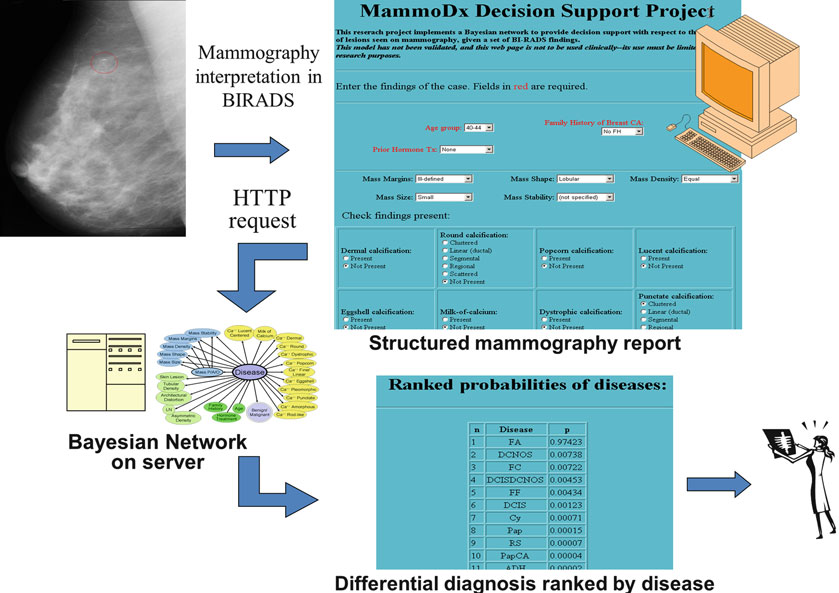 Mammography
interpretation in
BIRADS
MammoDx Decision Support Project
This reserach project implements a Bayesian network to provide decision support with respect to the
of lesions seen on mammography, given a set of BI-RADS findings.
This model has not been validated, and this web page is not to be used clinically--its use must be limite
research purposes.
Enter the findings of the case. Fields in red are required.
Age group: 40-44
Family History of Breast CA:
No FH
Prior Hormone Tx: None
Mass Margins: Ill-defined Mass Shape: Lobular Mass Density: Equal
Mass Size: Small Mass Stability: (not specified)
Check findings present:
Dermal calcification:
Present
Not Present
Round calcification:
Clustered
Linear (ductal)
Segmental
Regional
Scattered
Not Present
Popcorn calcification:
Present
Not Present
Lucent calcification:
Present
Not Present
Eggshell calcification:
Present
Not Present
Milk-of-calcium:
Present
Not Present
Dystrophic calcification:
Present
Not Present
Punctate calcification:
Clustered
Linear (ductal)
Segmental
Regional
Structured mammography report
HTTP
request
Mass Stability
Mass Margins
Mass Density
Mass Shape
Mass Size
Mass P/MO
Ca++ Lucent
Centered
Milk of
Calcium
Ca++ Dermal
Ca++ Round
Ca++ Dystrophic
Ca++ Popcorn
Ca++ Fine/
Linear
Ca++ Eggshell
Ca++ Pleomorphic
Ca++ Punctate
Ca++ Amorphous
Ca++ Rod-like
Disease
Skin Lesion
Tubular
Density
Architectural
Distortion
LN
Asymmetric
Density
Family
History
Hormone
Treatment
Age
Benign/
Malignant
Bayesian Network
on server
Ranked probabilities of diseases:
n Disease p
1 FA 0.97423
2 DCNOS 0.00738
3 FC 0.00722
4 DCISDCNOS 0.00453
5 FF 0.00434
6 DCIS 0.00123
7 Cy 0.00071
8 Pap 0.00015
9 RS 0.00007
10 PapCA 0.00004
11 ADH 0.00002
Differential diagnosis ranked by disease